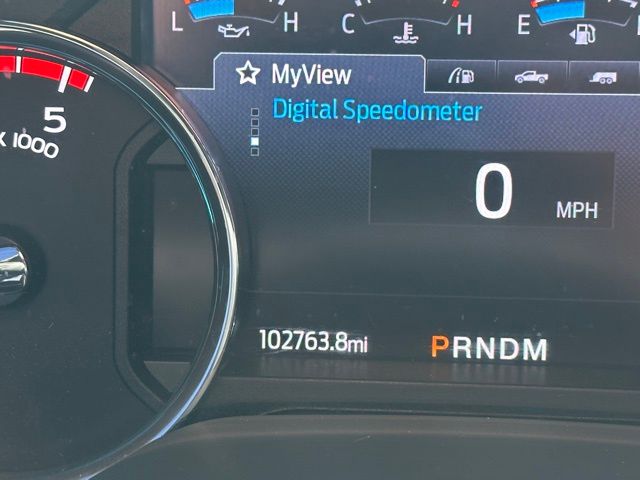 L H C H E F
MyView
Digital Speedometer
5
x 1000
0 MPH
102763.8mi PRNDM